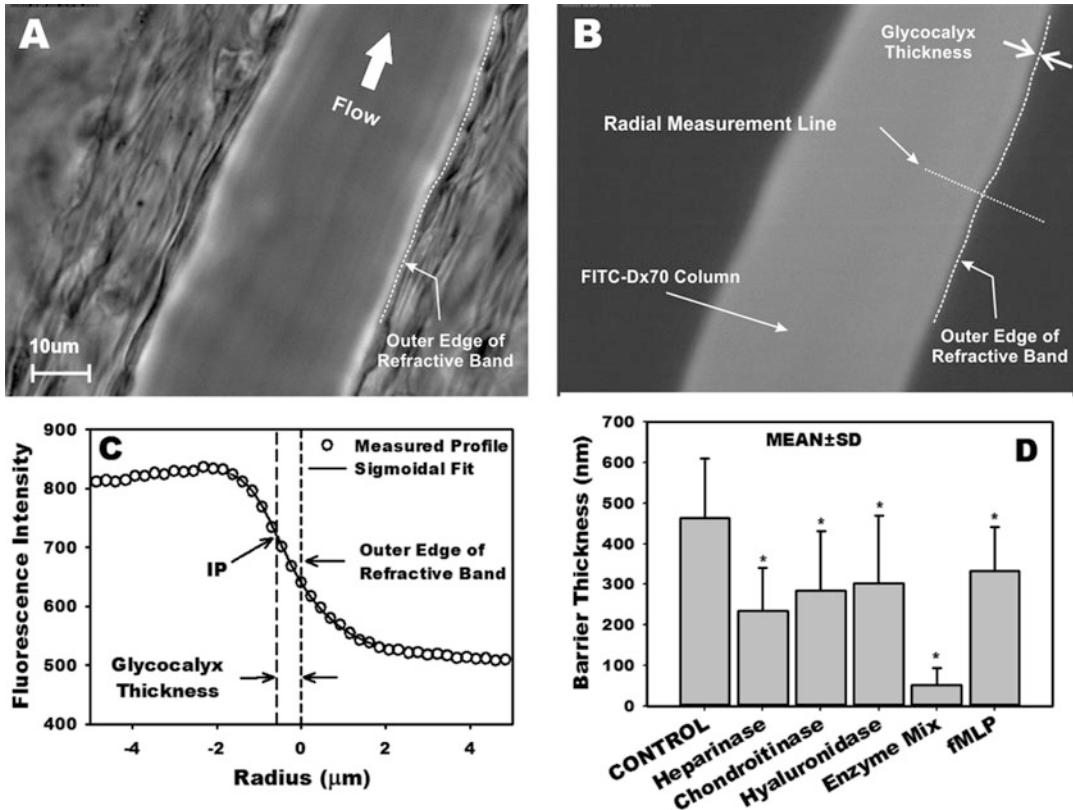 A
Flow
Outer Edge of
Refractive Band
10um
B
Glycocalyx
Thickness
Radial Measurement Line
FITC-Dx70 Column
Outer Edge of
Refractive Band
C
Fluorescence Intensity
900
800
700
600
500
400
Measured Profile
Sigmoidal Fit
IP
Outer Edge of
Refractive Band
Glycocalyx
Thickness
-4
-2
0
2
4
Radius (μm)
D
MEAN±SD
Barrier Thickness (nm)
700
600
500
400
300
200
100
0
*
*
*
*
*
CONTROL
Heparinase
Chondroitinase
Hyaluronidase
Enzyme Mix
fMLP